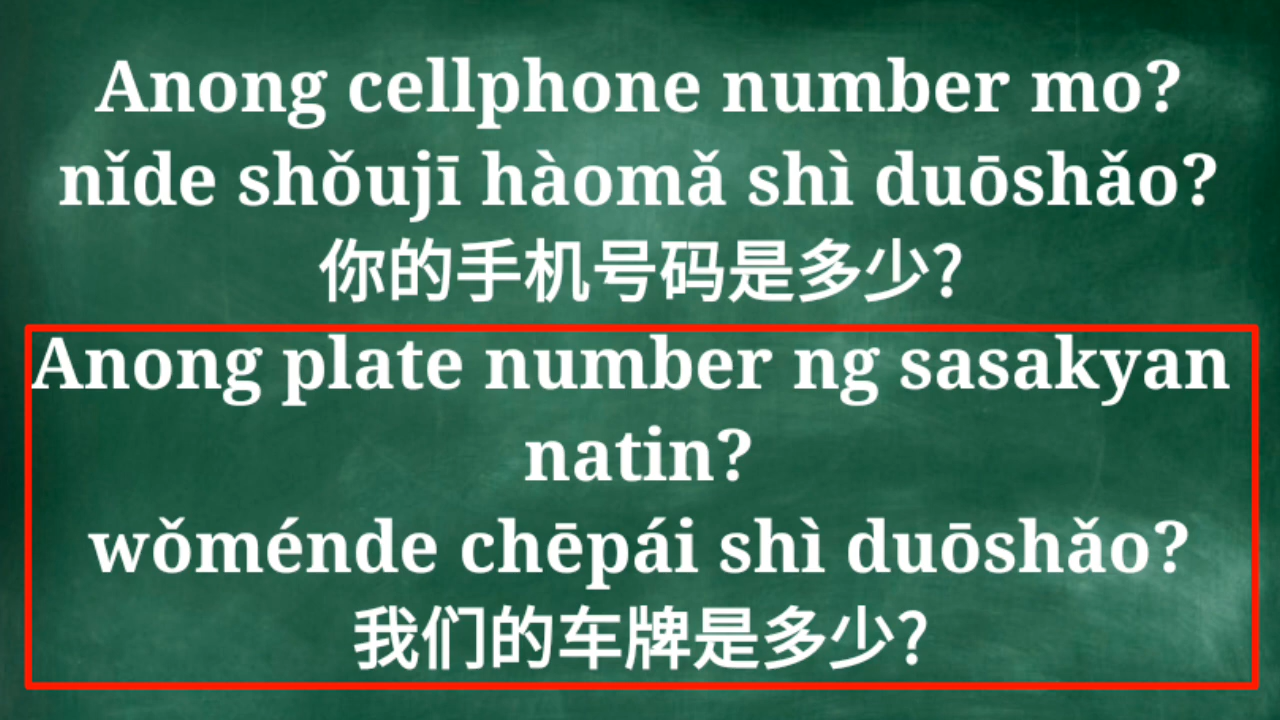 Anong cellphone number mo?
nǐde shǒujī hàomǎ shì duōshǎo?
你的手机号码是多少?
Anong plate number ng sasakyan
natin?
wǒménde chēpái shì duōshǎo?
我们的车牌是多少?